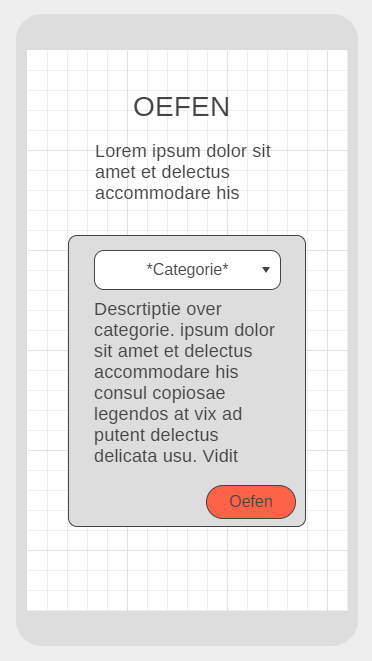 OEFEN
Lorem ipsum dolor sit
amet et delectus
accommodare his
*Categorie*
Descrtiptie over
categorie. ipsum dolor
sit amet et delectus
accommodare his
consul copiosae
legendos at vix ad
putent delectus
delicata usu. Vidit
Oefen